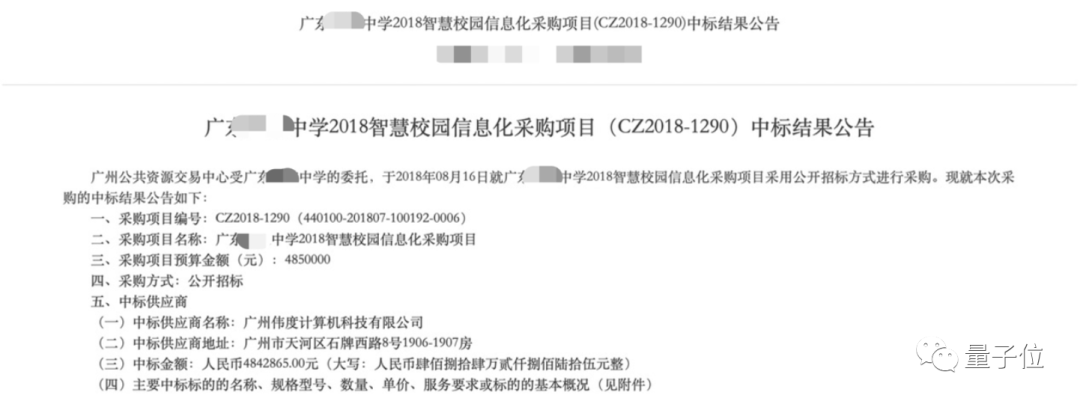 广东 中学2018智慧校园信息化采购项目(CZ2018-1290)中标结果公告
广东 中学2018智慧校园信息化采购项目（CZ2018-1290）中标结果公告
广州公共资源交易中心受广东 中学的委托，于2018年08月16日就广东 中学2018智慧校园信息化采购项目采用公开招标方式进行采购。现就本次采
购的中标结果公告如下：
一、采购项目编号：CZ2018-1290（440100-201807-100192-0006）
二、采购项目名称：广东 中学2018智慧校园信息化采购项目
三、采购项目预算金额（元）：4850000
四、采购方式：公开招标
五、中标供应商
（一）中标供应商名称：广州伟度计算机科技有限公司
（二）中标供应商地址：广州市天河区石牌西路8号1906-1907房
（三）中标金额：人民币4842865.00元（大写：人民币肆佰捌拾肆万贰仟捌佰陆拾伍元整）
（四）主要中标标的的名称、规格型号、数量、单价、服务要求或标的的基本概况（见附件）
量子位